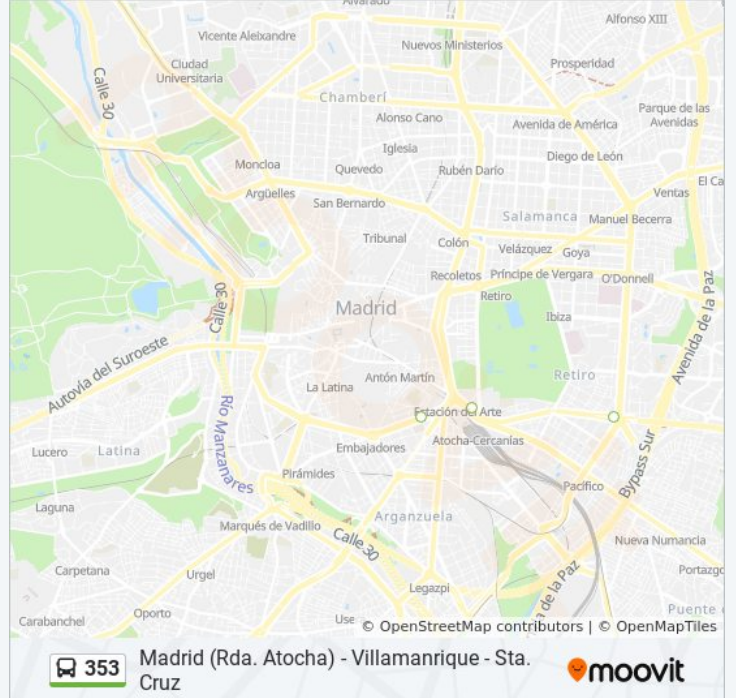 Alvarado
Alfonso XIII
Vicente Aleixandre
Nuevos Ministerios
Ciudad
Universitaria
Prosperidad
Calle 30
Chamberí
Parque de las
Avenidas
Alonso Cano
Avenida de América
Iglesia
Diego de León
Moncloa
Quevedo
Rubén Darío
El Ca
Argüelles
Ventas
San Bernardo
Salamanca
Manuel Becerra
Tribunal
Colón
Velázquez
Goya
Recoletos
Príncipe de Vergara
O'Donnell
Calle 30
Retiro
Madrid
Ibiza
Avenida de la Paz
Autovía del Suroeste
Antón Martín
Retiro
La Latina
Estación del Arte
Río Manzanares
Embajadores
Atocha-Cercanías
Lucero
Latina
Bypass Sur
Pirámides
Pacífico
Laguna
Arganzuela
Marqués de Vadillo
Calle 30
Nueva Numancia
Carpetana
Urgel
Portazgo
Legazpi
a de la Paz
Oporto
Puente
Carabanchel
Use
© OpenStreetMap contributors | © OpenMapTiles
353
Madrid (Rda. Atocha) - Villamanrique - Sta.
Cruz
moovit